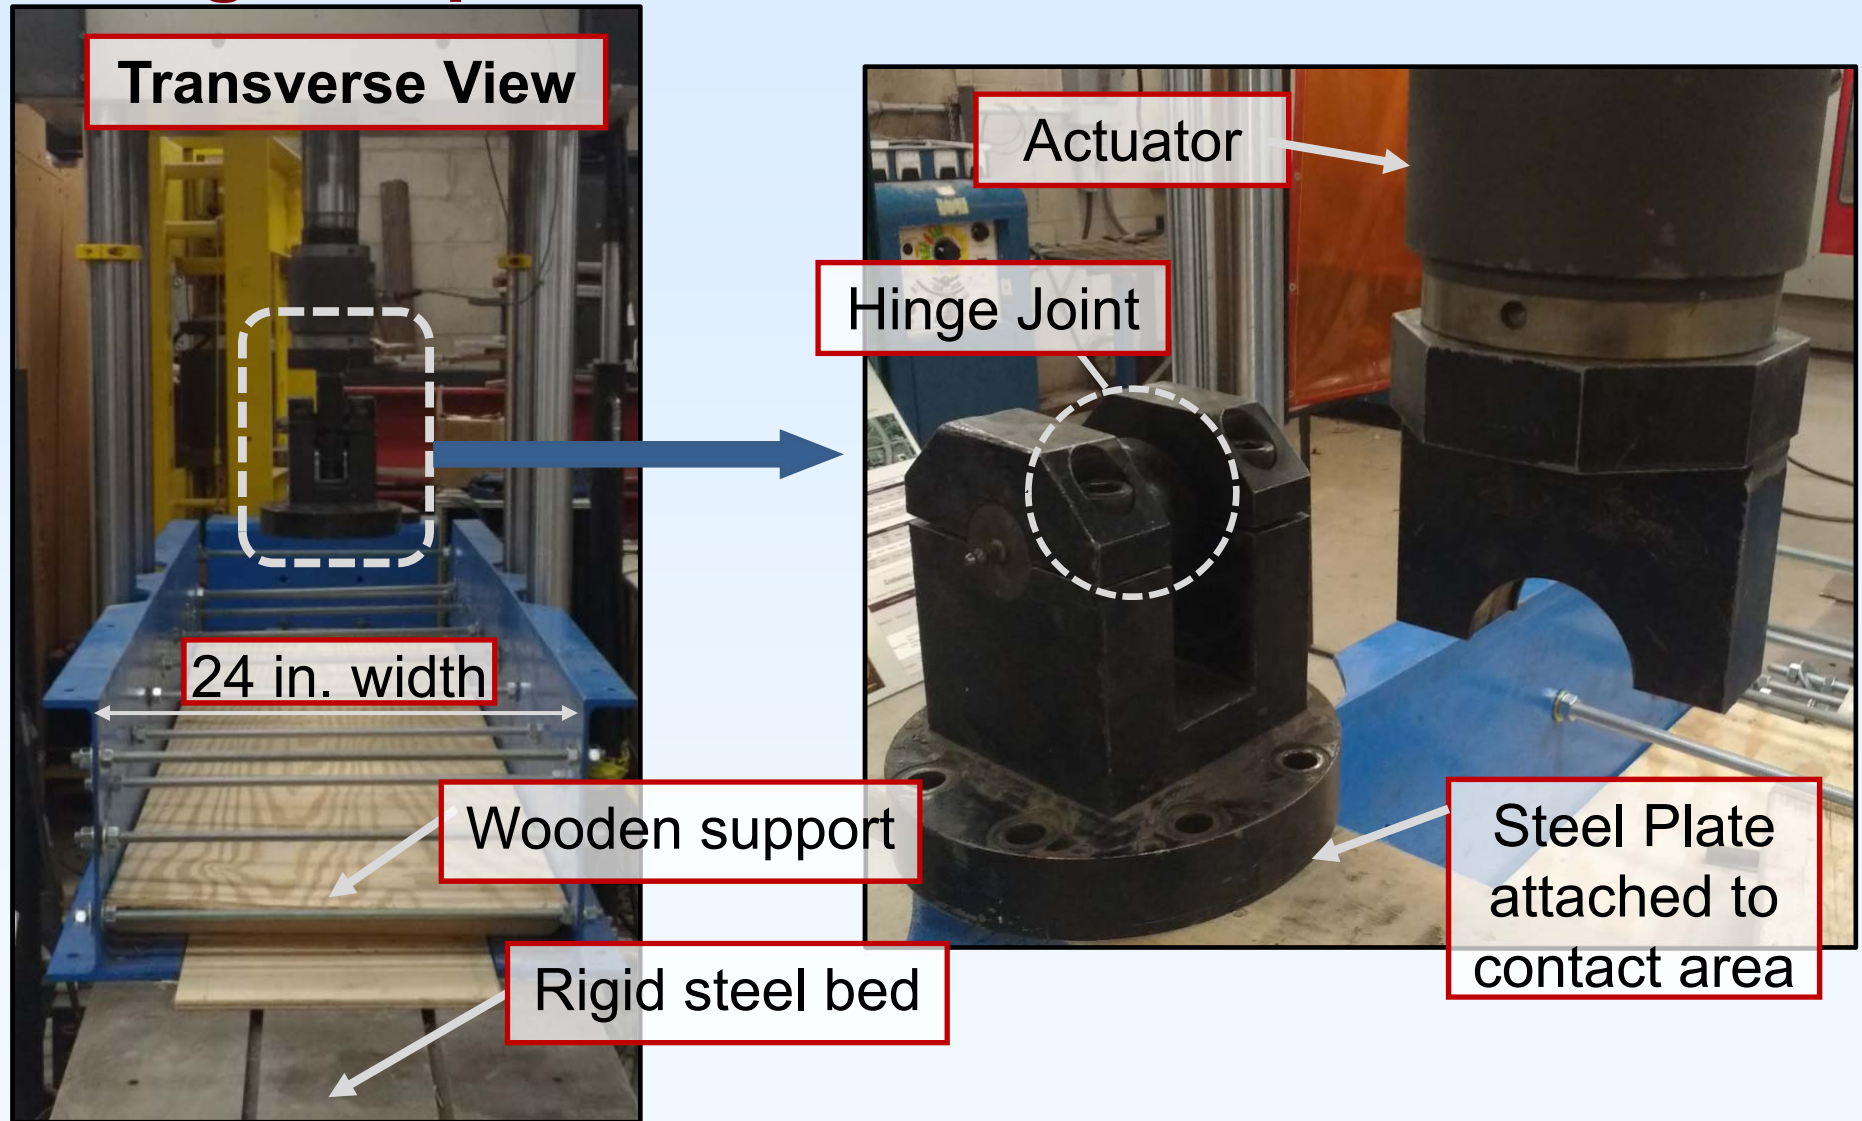 Transverse View
24 in. width
Wooden support
Rigid steel bed
Actuator
Hinge Joint
Steel Plate
attached to
contact area